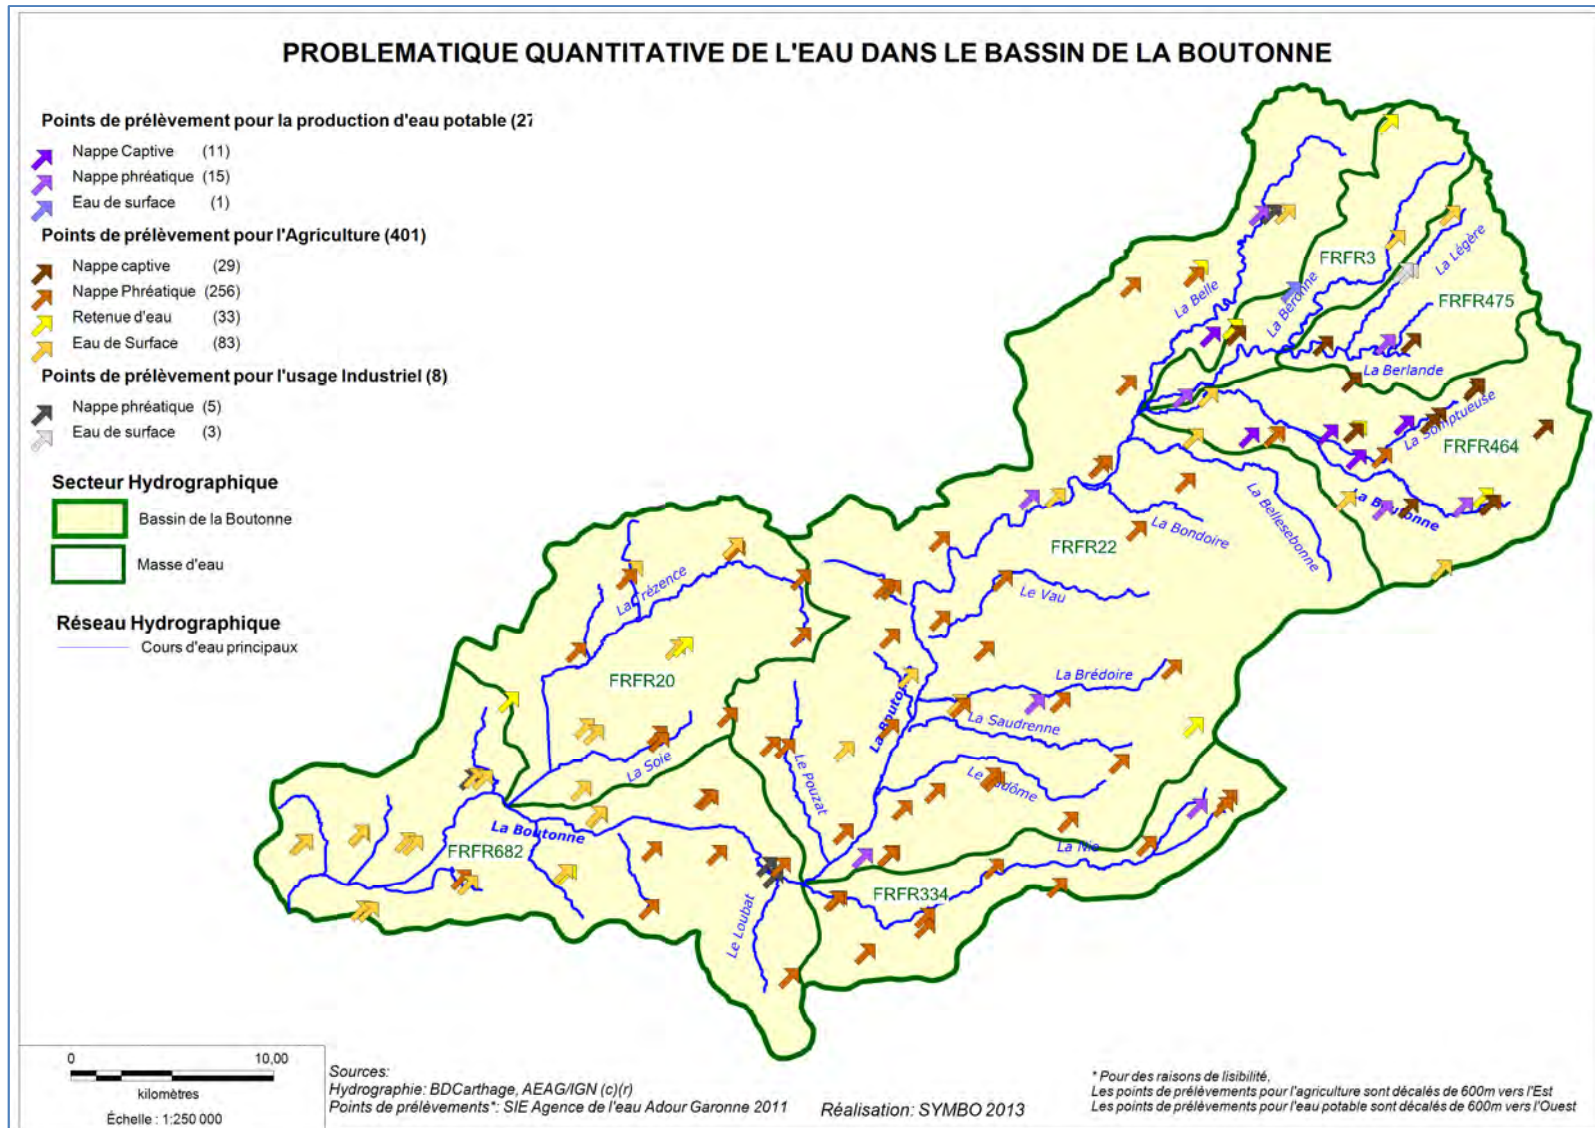 PROBLEMATIQUE QUANTITATIVE DE L'EAU DANS LE BASSIN DE LA BOUTONNE
Points de prélèvement pour la production d'eau potable (27
Nappe Captive (11)
Nappe phréatique (15)
Eau de surface (1)
Points de prélèvement pour l'Agriculture (401)
Nappe captive (29)
Nappe Phréatique (256)
Retenue d'eau (33)
Eau de Surface (83)
Points de prélèvement pour l'usage Industriel (8)
Nappe phréatique (5)
Eau de surface (3)
Secteur Hydrographique
Bassin de la Boutonne
Masse d'eau
Réseau Hydrographique
Cours d'eau principaux
La Belle
La Béronne
FRFR3
La Légère
FRFR475
La Berlande
La Somptueuse
FRFR464
La Boutonne
La Bellesebonne
La Bondoire
FRFR22
Le Vau
La Trézence
FRFR20
La Brédoire
La Boutonne
La Saudrenne
La Soie
Le Pouzat
La Boutonne
FRFR682
La Nie
FRFR334
Le Loubat
0 10,00
kilomètres
Échelle : 1:250 000
Sources:
Hydrographie: BDCarthage, AEAG/IGN (c)(r)
Points de prélèvements*: SIE Agence de l'eau Adour Garonne 2011
Réalisation: SYMBO 2013
* Pour des raisons de lisibilité,
Les points de prélèvements pour l'agriculture sont décalés de 600m vers l'Est
Les points de prélèvements pour l'eau potable sont décalés de 600m vers l'Ouest